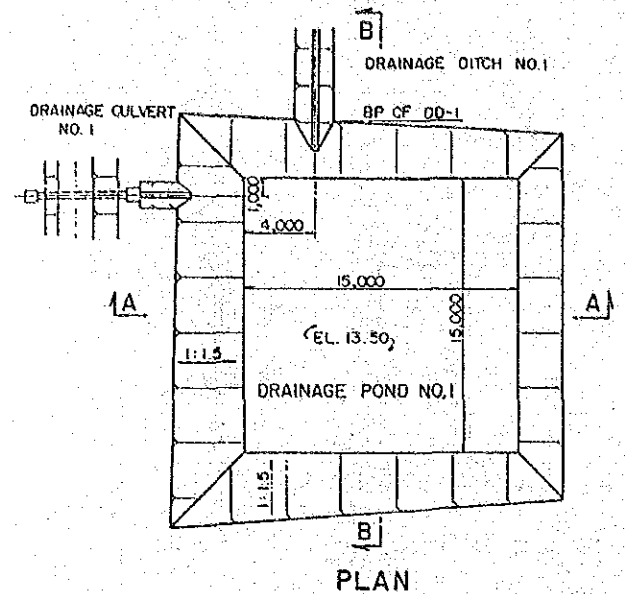 B
DRAINAGE DITCH NO.1
DRAINAGE CULVERT
NO. 1
BP OF DD-1
1,000
4,000
A
15,000
A
15,000
EL. 13.50
1:1.5
DRAINAGE POND NO.1
1:1.5
B
PLAN